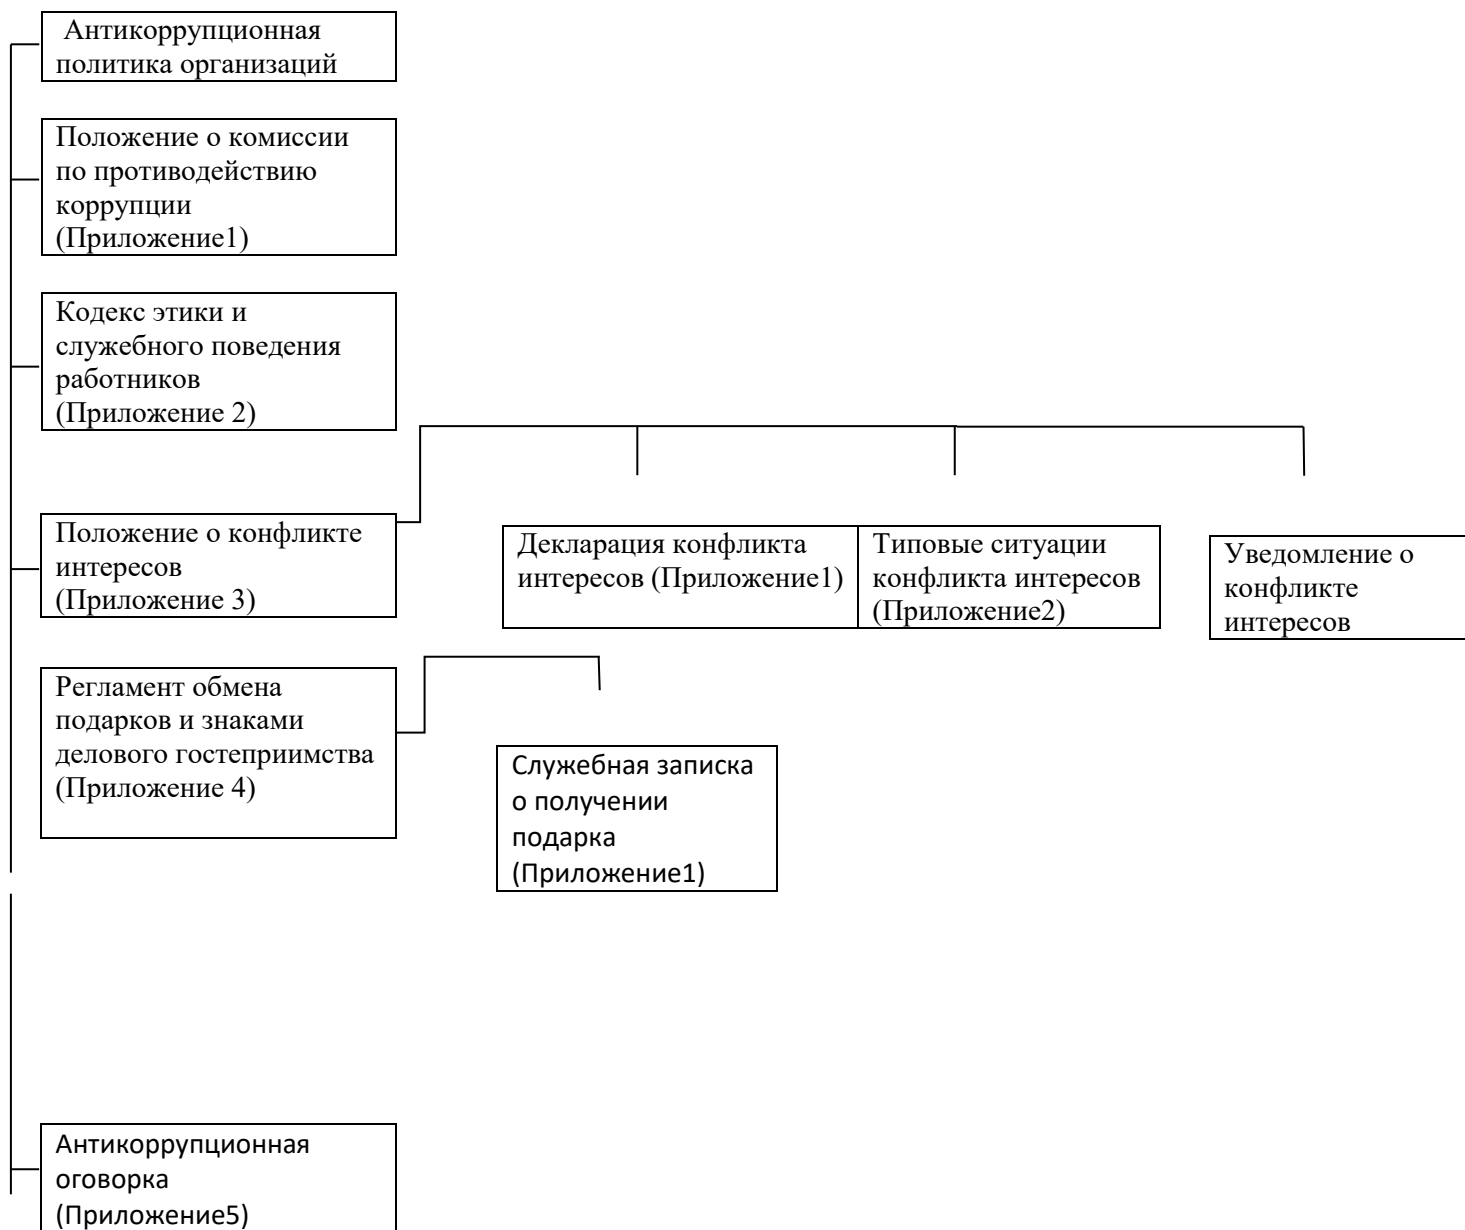 Антикоррупционная
политика организаций
Положение о комиссии
по противодействию
коррупции
(Приложение1)
Кодекс этики и
служебного поведения
работников
(Приложение 2)
Положение о конфликте
интересов
(Приложение 3)
Декларация конфликта
интересов (Приложение1)
Типовые ситуации
конфликта интересов
(Приложение2)
Уведомление о
конфликте
интересов
Регламент обмена
подарков и знаками
делового гостеприимства
(Приложение 4)
Служебная записка
о получении
подарка
(Приложение1)
Антикоррупционная
оговорка
(Приложение5)